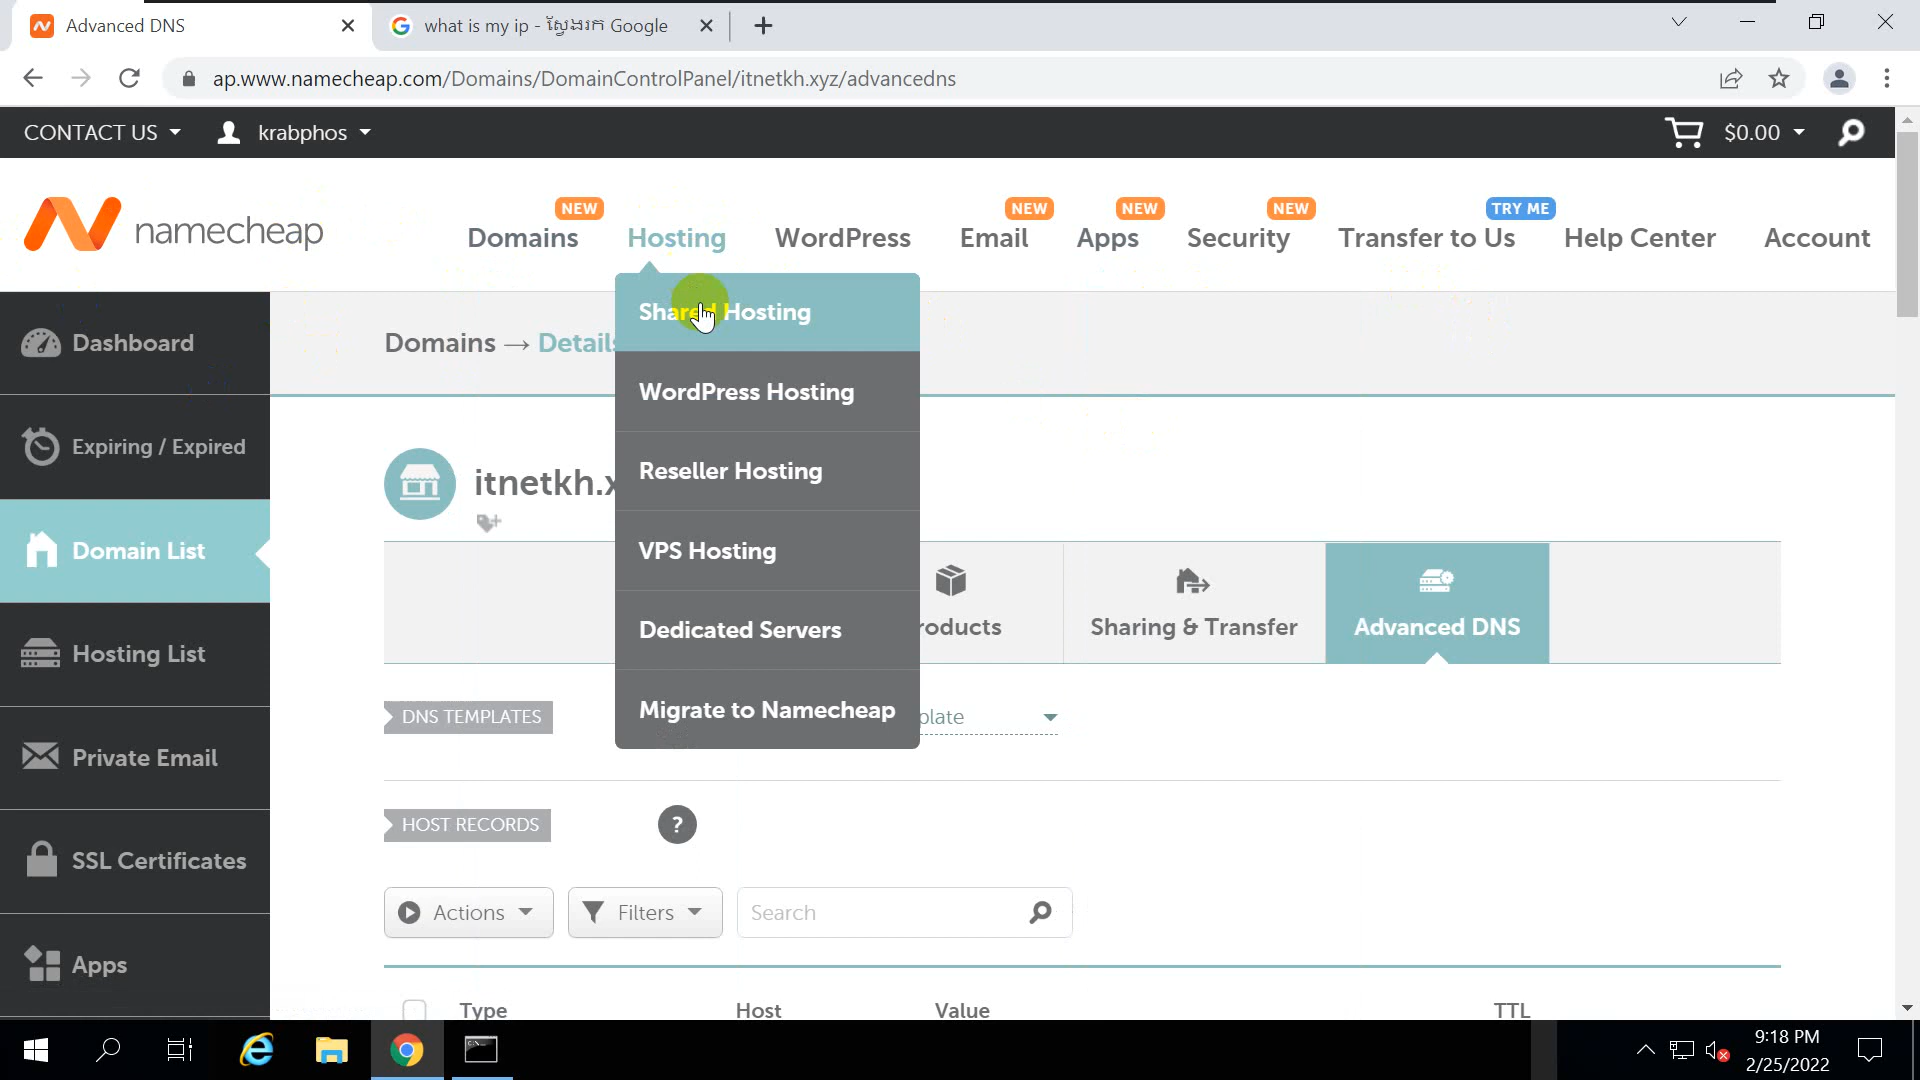 Advanced DNS
what is my ip - ស្វែងរក Google
ap.www.namecheap.com/Domains/DomainControlPanel/itnetkh.xyz/advancedns
CONTACT US
krabphos
$0.00
namecheap
NEW
NEW
NEW
NEW
TRY ME
Domains
Hosting
WordPress
Email
Apps
Security
Transfer to Us
Help Center
Account
Shared Hosting
WordPress Hosting
Reseller Hosting
VPS Hosting
Dedicated Servers
Migrate to Namecheap
Dashboard
Expiring / Expired
Domain List
Hosting List
Private Email
SSL Certificates
Apps
Domains → Details
itnetkh.x
roducts
Sharing & Transfer
Advanced DNS
DNS TEMPLATES
plate
HOST RECORDS
?
Actions
Filters
Search
Type
Host
Value
TTL
9:18 PM
2/25/2022